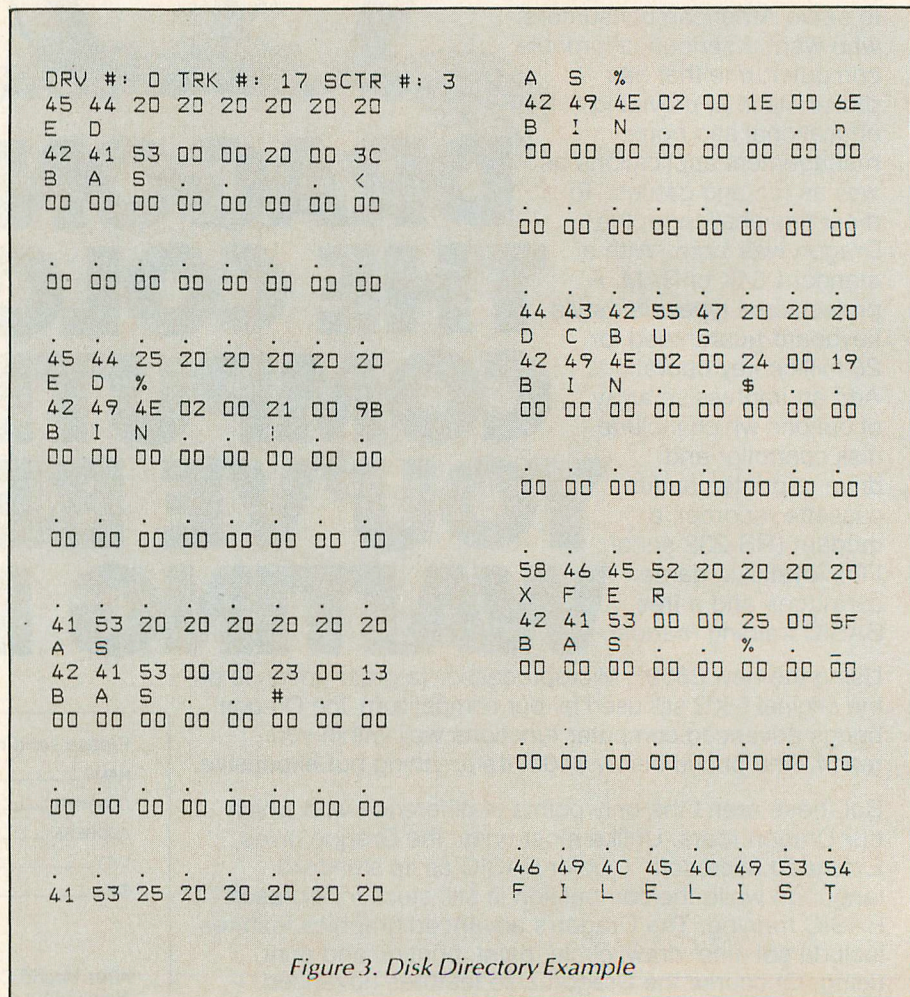 DRV #: 0 TRK #: 17 SCTR #: 3
45 44 20 20 20 20 20 20
E D
42 41 53 00 00 20 00 3C
B A S . . . . <
00 00 00 00 00 00 00 00
. . . . . . . .
00 00 00 00 00 00 00 00
. . . . . . . .
45 44 25 20 20 20 20 20
E D %
42 49 4E 02 00 21 00 9B
B I N . . ! . .
00 00 00 00 00 00 00 00
. . . . . . . .
00 00 00 00 00 00 00 00
. . . . . . . .
41 53 20 20 20 20 20 20
A S
42 41 53 00 00 23 00 13
B A S . . # . .
00 00 00 00 00 00 00 00
. . . . . . . .
00 00 00 00 00 00 00 00
. . . . . . . .
41 53 25 20 20 20 20 20
A S %
42 49 4E 02 00 1E 00 6E
B I N . . . . n
00 00 00 00 00 00 00 00
. . . . . . . .
00 00 00 00 00 00 00 00
. . . . . . . .
44 43 42 55 47 20 20 20
D C B U G
42 49 4E 02 00 24 00 19
B I N . . $ . .
00 00 00 00 00 00 00 00
. . . . . . . .
00 00 00 00 00 00 00 00
. . . . . . . .
58 46 45 52 20 20 20 20
X F E R
42 41 53 00 00 25 00 5F
B A S . . % . _
00 00 00 00 00 00 00 00
. . . . . . . .
00 00 00 00 00 00 00 00
. . . . . . . .
46 49 4C 45 4C 49 53 54
F I L E L I S T
Figure 3. Disk Directory Example